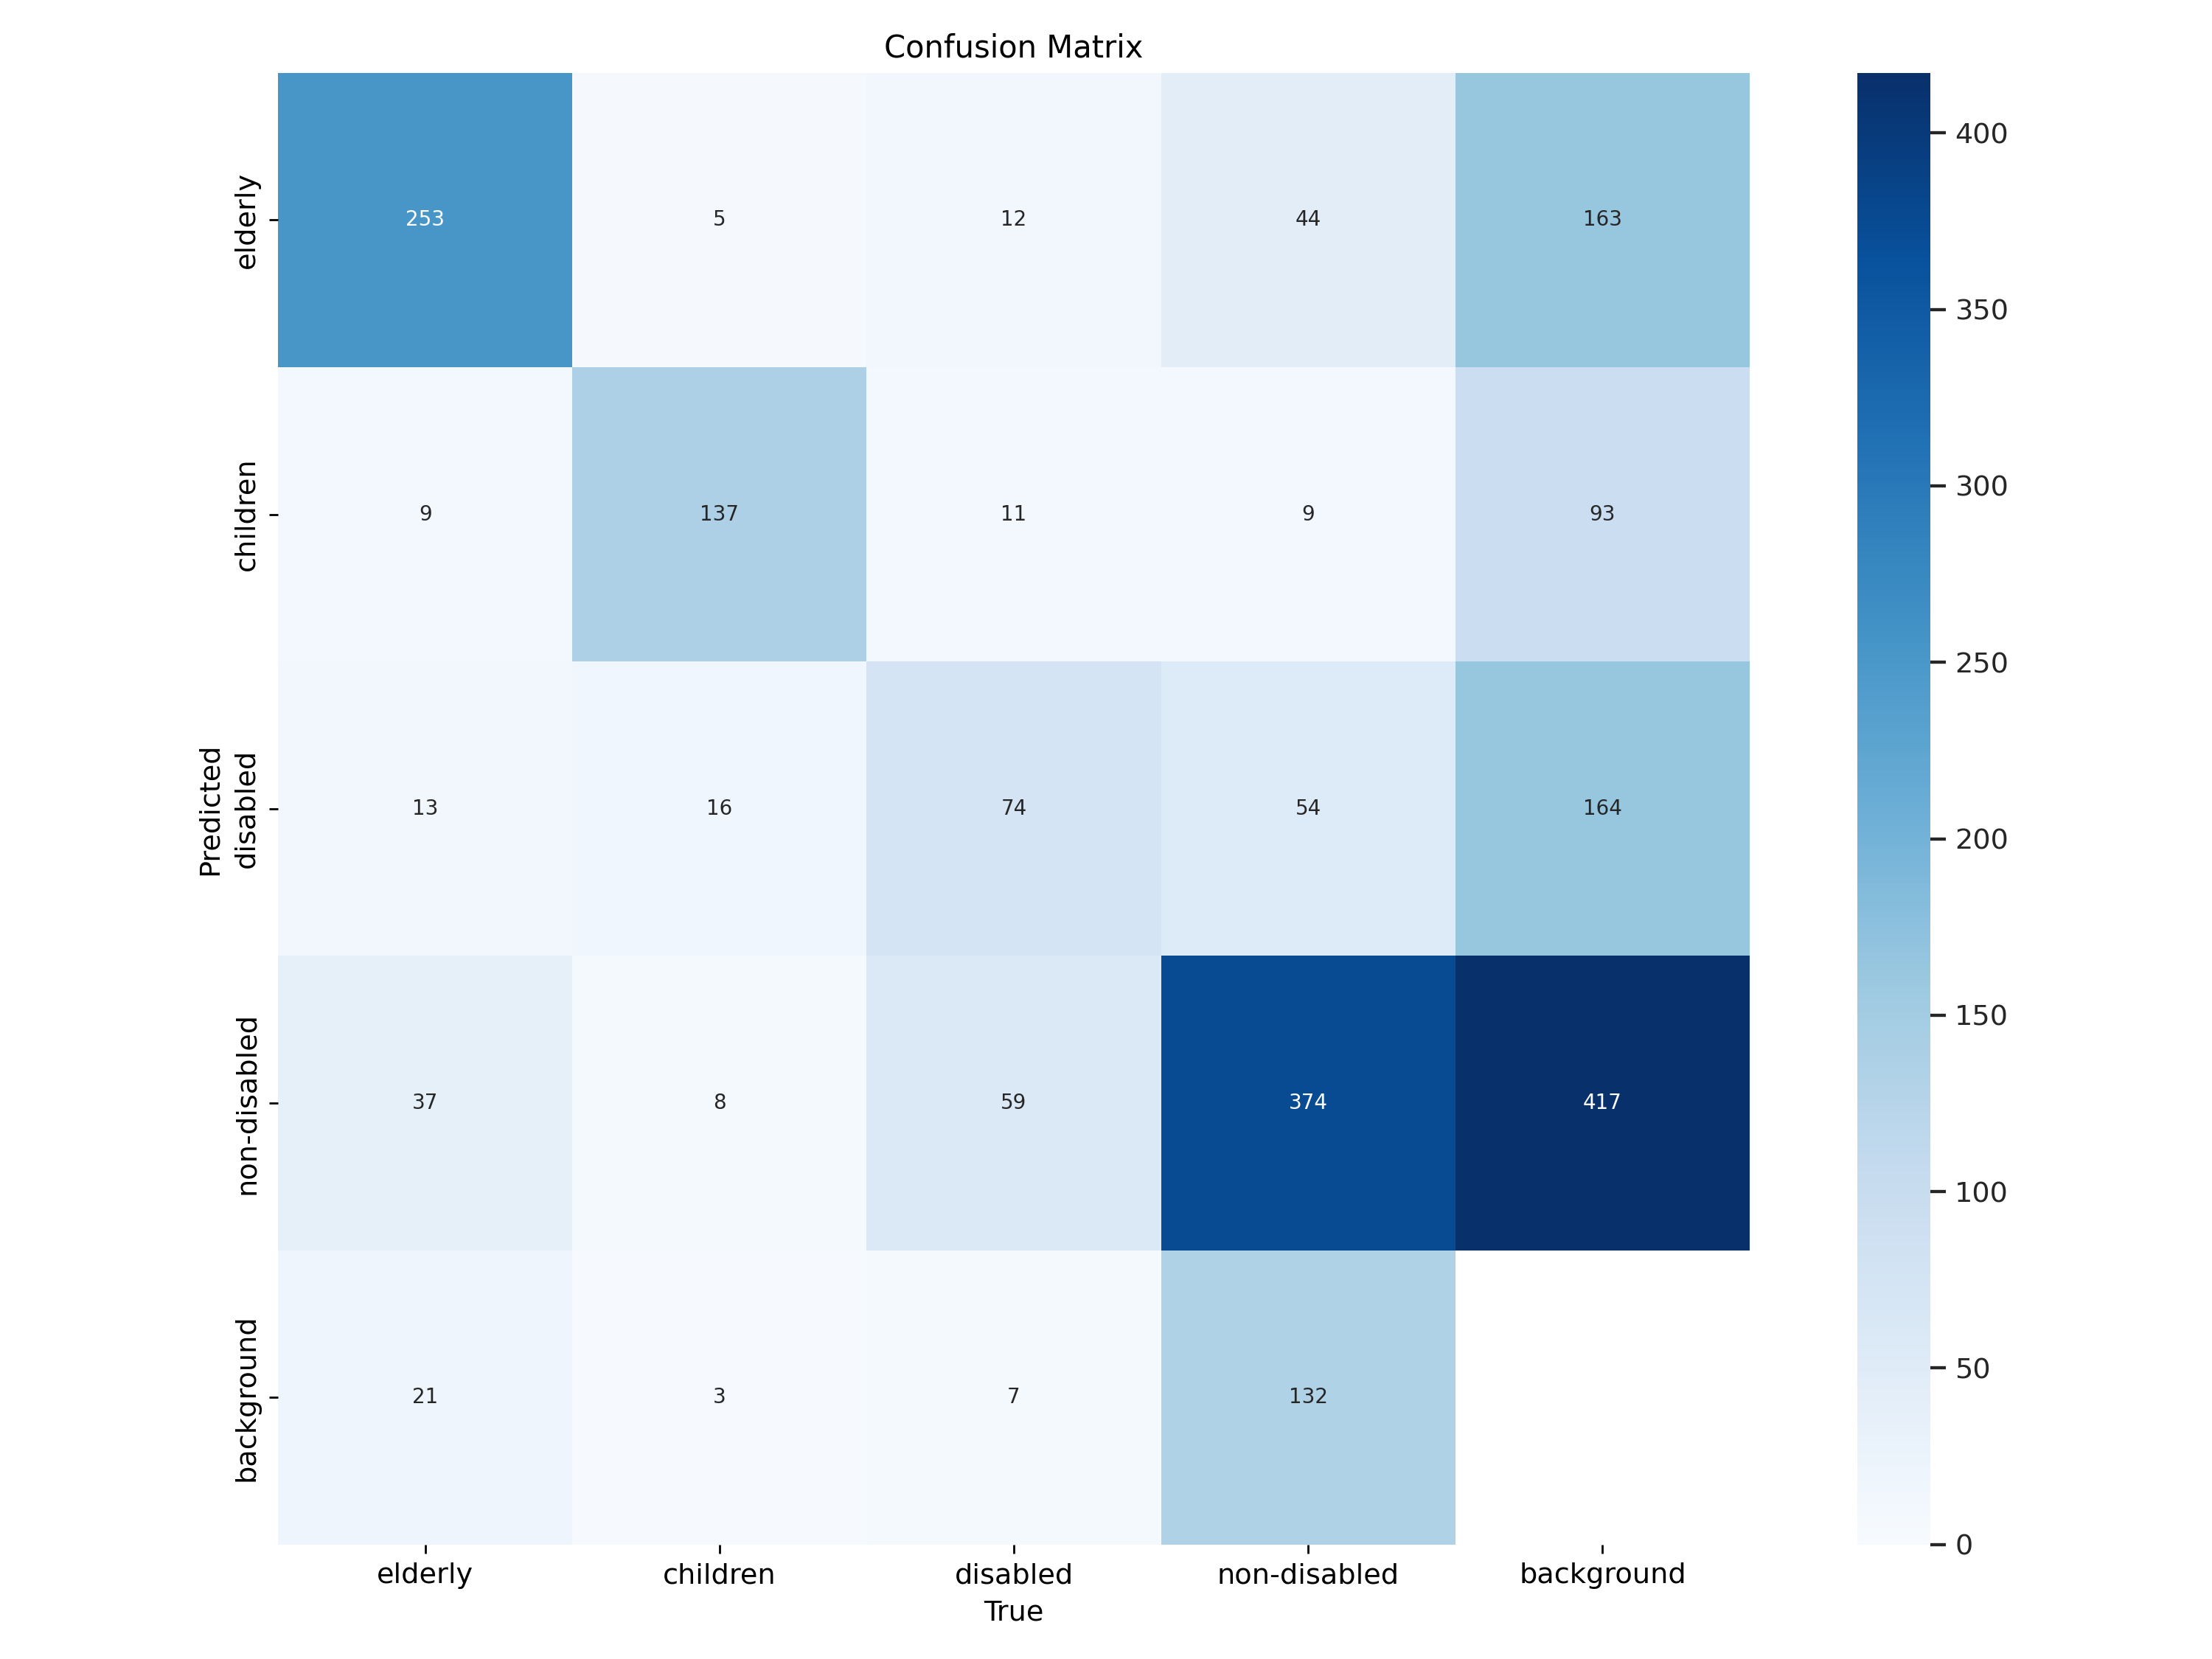 Confusion Matrix
Predicted
elderly
253 5 12 44 163
children
9 137 11 9 93
disabled
13 16 74 54 164
non-disabled
37 8 59 374 417
background
21 3 7 132
elderly children disabled non-disabled background
True
400
350
300
250
200
150
100
50
0